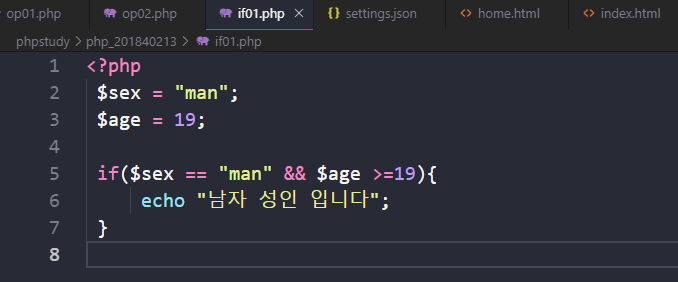 op01.php op02.php if01.php × settings.json home.html index.html
phpstudy > php_201840213 > if01.php
1 <?php
2 $sex = "man";
3 $age = 19;
4
5 if($sex == "man" && $age >=19){
6 echo "남자 성인 입니다";
7 }
8